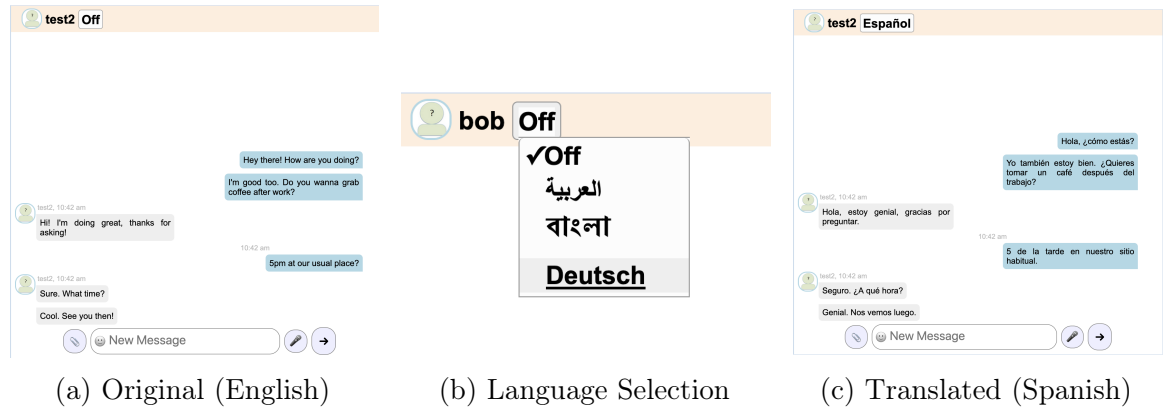 test2 Off
Hey there! How are you doing?
I'm good too. Do you wanna grab
coffee after work?
test2, 10:42 am
Hi! I'm doing great, thanks for
asking!
10:42 am
5pm at our usual place?
test2, 10:42 am
Sure. What time?
Cool. See you then!
New Message
(a) Original (English)
bob Off
✓Off
العربية
বাংলা
Deutsch
(b) Language Selection
test2 Español
Hola, ¿cómo estás?
Yo también estoy bien. ¿Quieres
tomar un café después del
trabajo?
test2, 10:42 am
Hola, estoy genial, gracias por
preguntar.
10:42 am
5 de la tarde en nuestro sitio
habitual.
test2, 10:42 am
Seguro. ¿A qué hora?
Genial. Nos vemos luego.
New Message
(c) Translated (Spanish)